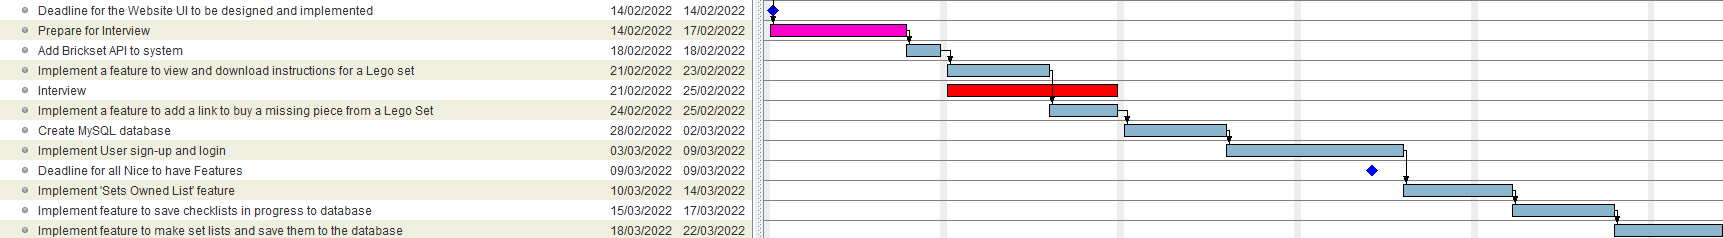 Deadline for the Website UI to be designed and implemented 14/02/2022 14/02/2022
Prepare for Interview 14/02/2022 17/02/2022
Add Brickset API to system 18/02/2022 18/02/2022
Implement a feature to view and download instructions for a Lego set 21/02/2022 23/02/2022
Interview 21/02/2022 25/02/2022
Implement a feature to add a link to buy a missing piece from a Lego Set 24/02/2022 25/02/2022
Create MySQL database 28/02/2022 02/03/2022
Implement User sign-up and login 03/03/2022 09/03/2022
Deadline for all Nice to have Features 09/03/2022 09/03/2022
Implement 'Sets Owned List' feature 10/03/2022 14/03/2022
Implement feature to save checklists in progress to database 15/03/2022 17/03/2022
Implement feature to make set lists and save them to the database 18/03/2022 22/03/2022